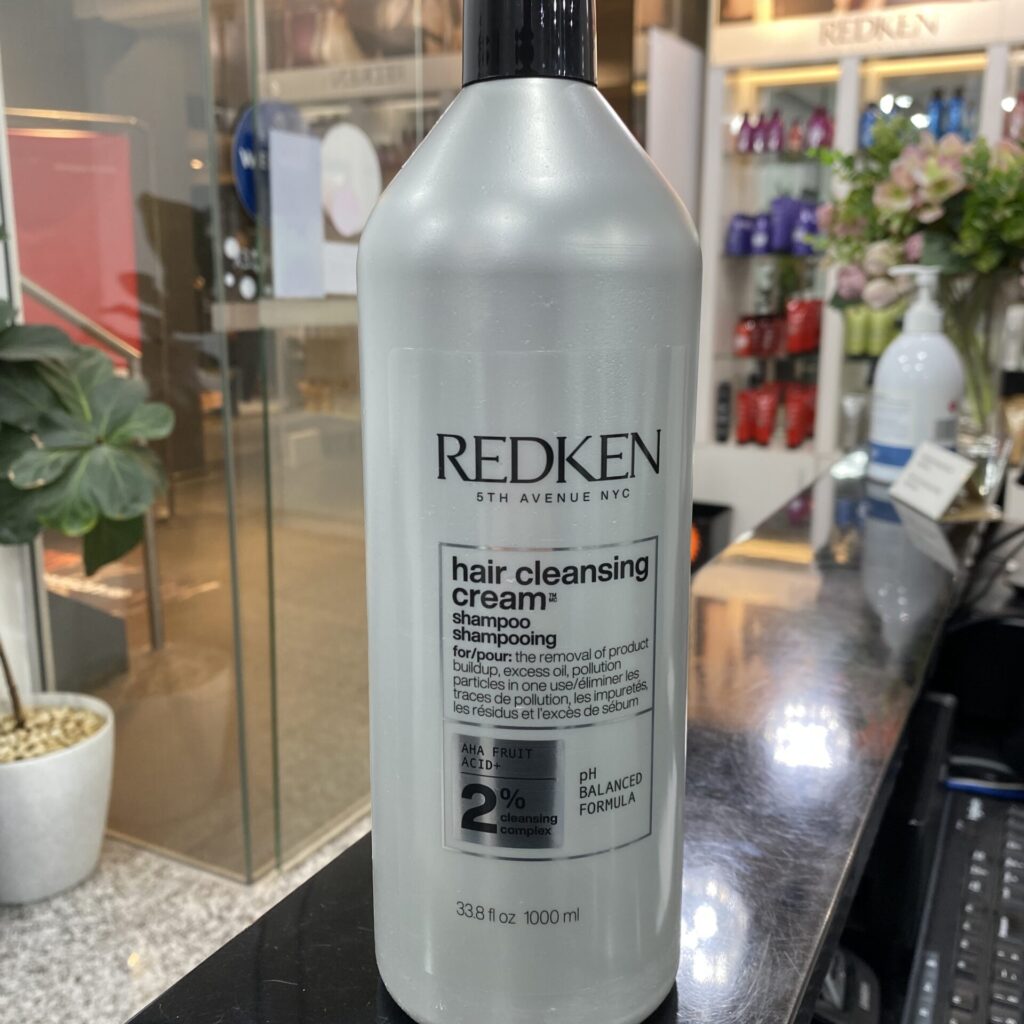 REDKEN
REDKEN
5TH AVENUE NYC
hair cleansing
cream™ MC
shampoo
shampooing
for/pour: the removal of product
buildup, excess oil, pollution
particles in one use/éliminer les
traces de pollution, les impuretés,
les résidus et l'excès de sébum
AHA FRUIT
ACID+
2%
cleansing
complex
pH
BALANCED
FORMULA
33.8 fl oz 1000 ml